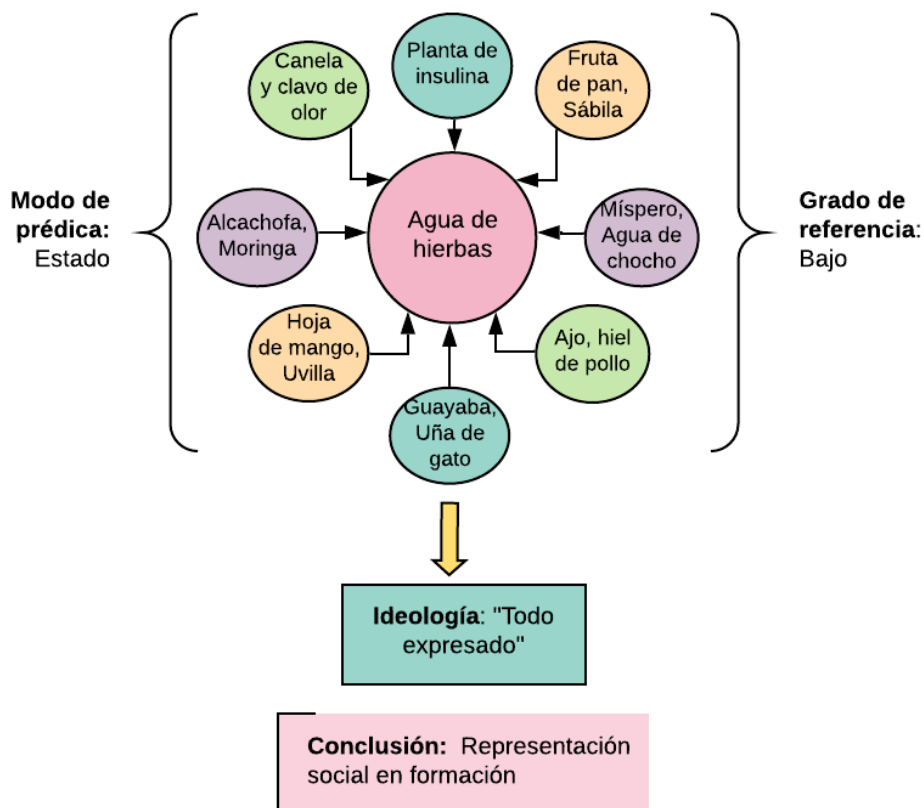 Canela
y clavo de
olor
Planta de
insulina
Fruta
de pan,
Sábila
Modo de
prédica:
Estado
Alcachofa,
Moringa
Agua de
hierbas
Míspero,
Agua de
chocho
Grado de
referencia:
Bajo
Hoja
de mango,
Uvilla
Ajo, hiel
de pollo
Guayaba,
Uña de
gato
Ideología: "Todo
expresado"
Conclusión: Representación
social en formación